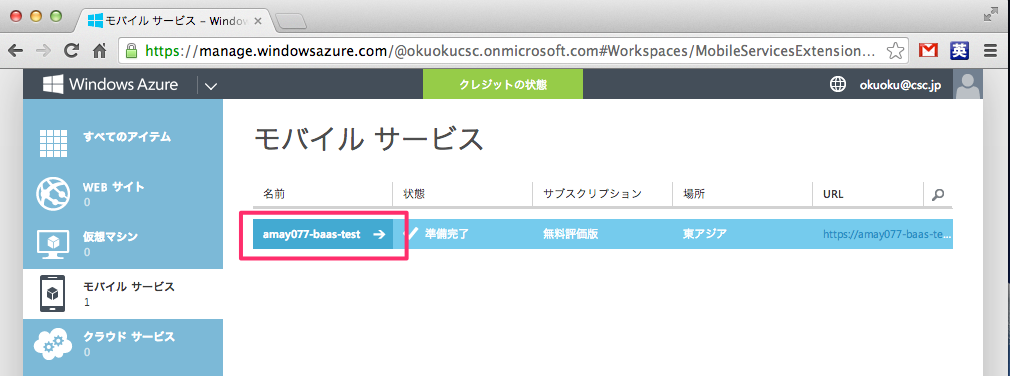 モバイル サービス – Window
https://manage.windowsazure.com/@okuokucsc.onmicrosoft.com#Workspaces/MobileServicesExtension...
英
Windows Azure
クレジットの状態
okuoku@csc.jp
すべてのアイテム
WEB サイト
0
仮想マシン
0
モバイル サービス
1
クラウド サービス
0
モバイル サービス
名前 状態 サブスクリプション 場所 URL
amay077-baas-test 準備完了 無料評価版 東アジア https://amay077-baas-te...